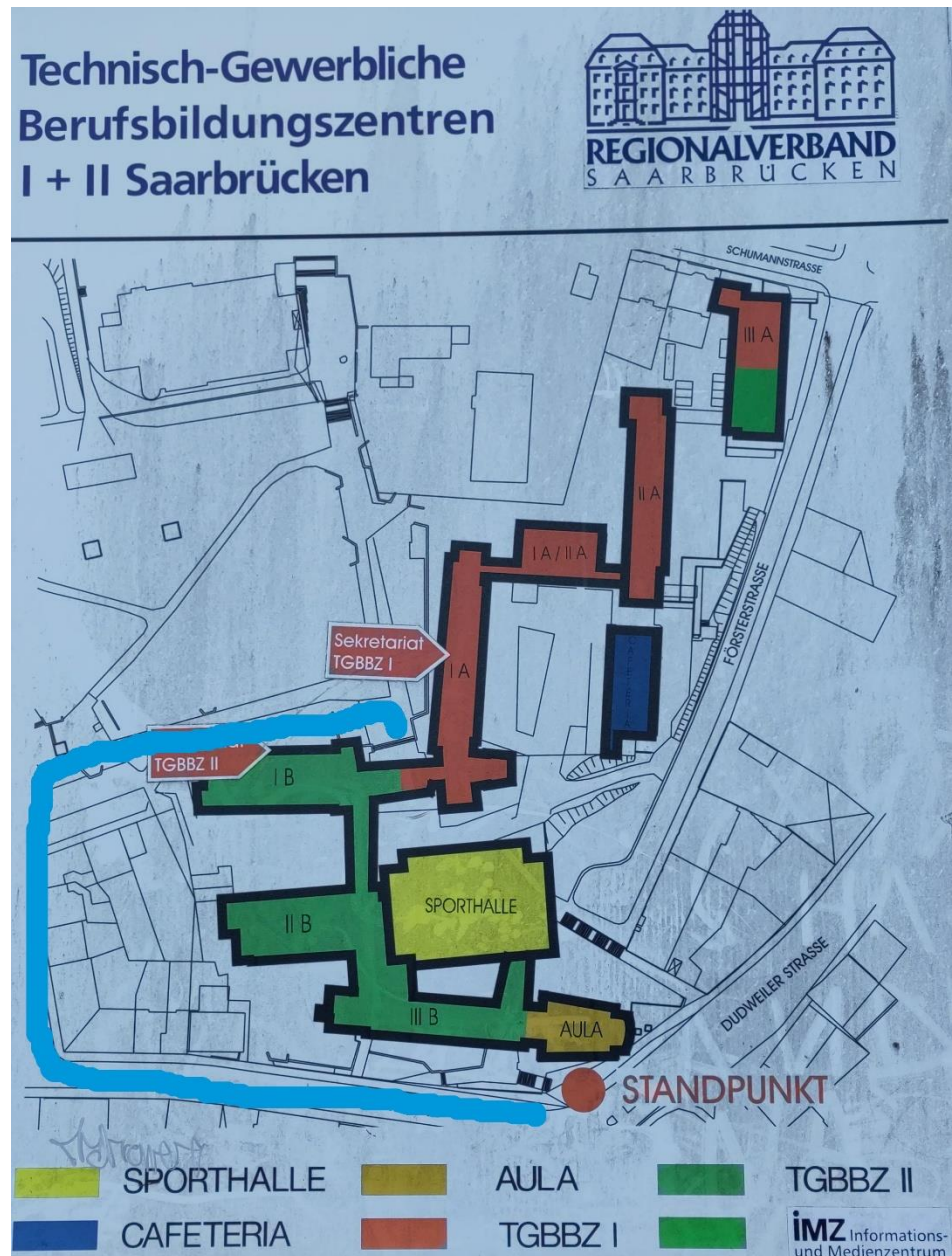 Technisch-Gewerbliche
Berufsbildungszentren
I + II Saarbrücken
REGIONALVERBAND
SAARBRÜCKEN
SCHUMANNSTRASSE
III A
II A
I A / II A
FÖRSTERSTRASSE
Sekretariat
TGBBZ I
I A
CAFETERIA
TGBBZ II
I B
SPORTHALLE
II B
DUDWEILER STRASSE
III B
AULA
STANDPUNKT
SPORTHALLE
AULA
TGBBZ II
CAFETERIA
TGBBZ I
iMZ Informations
und Medienzentrum